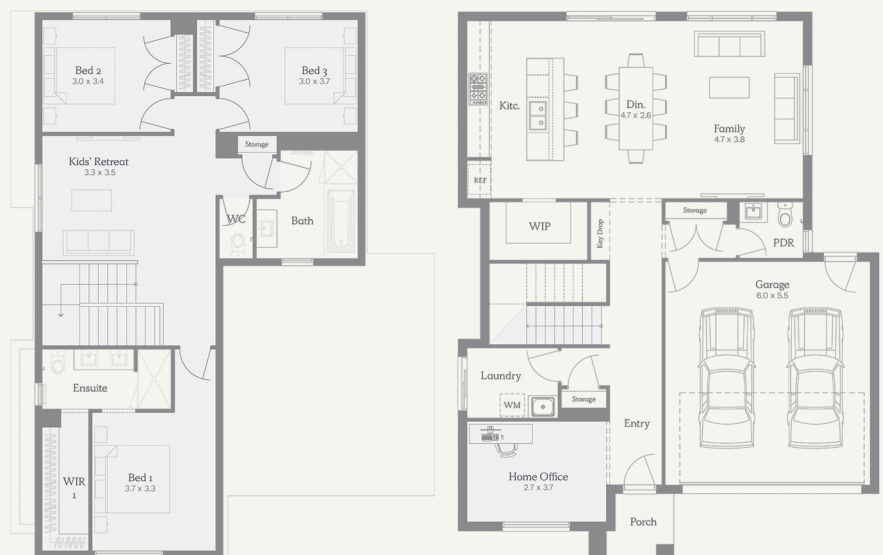 Bed 2
3.0 x 3.4
Bed 3
3.0 x 3.7
Storage
Kids' Retreat
3.3 x 3.5
WC
Bath
Ensuite
WIR
1
Bed 1
3.7 x 3.3
Kitc.
Din.
4.7 x 2.6
Family
4.7 x 3.8
REF
WIP
Key Drop
Storage
PDR
Garage
6.0 x 5.5
Laundry
WM
Storage
Entry
Home Office
2.7 x 3.7
Porch